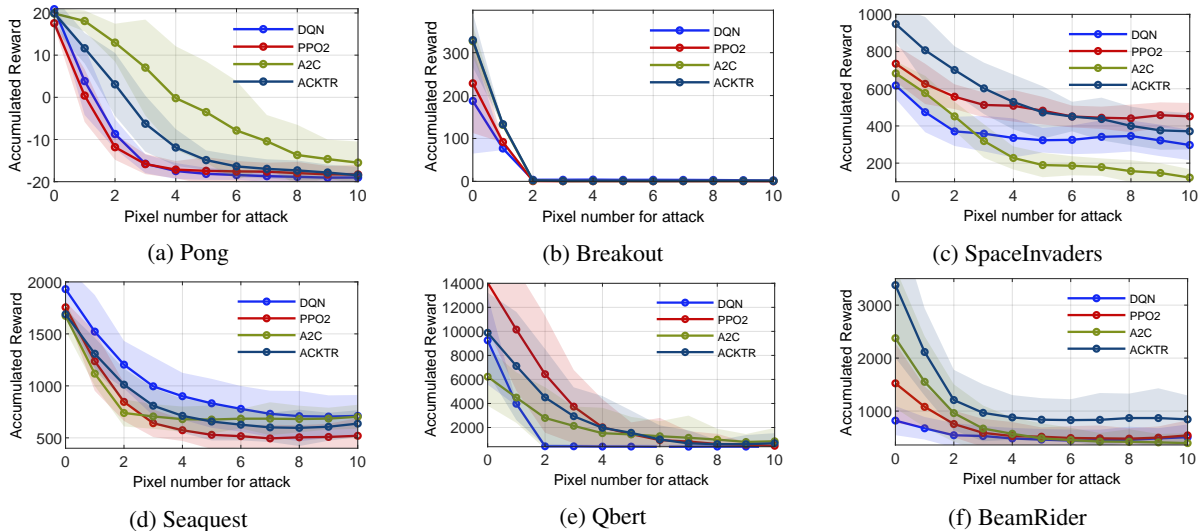 Accumulated Reward
20
10
0
-10
-20
0 2 4 6 8 10
Pixel number for attack
DQN
PPO2
A2C
ACKTR
(a) Pong
Accumulated Reward
300
200
100
0
0 2 4 6 8 10
Pixel number for attack
DQN
PPO2
A2C
ACKTR
(b) Breakout
Accumulated Reward
1000
800
600
400
200
0 2 4 6 8 10
Pixel number for attack
DQN
PPO2
A2C
ACKTR
(c) SpaceInvaders
Accumulated Reward
2000
1500
1000
500
0 2 4 6 8 10
Pixel number for attack
DQN
PPO2
A2C
ACKTR
(d) Seaquest
Accumulated Reward
14000
12000
10000
8000
6000
4000
2000
0 2 4 6 8 10
Pixel number for attack
DQN
PPO2
A2C
ACKTR
(e) Qbert
Accumulated Reward
3000
2000
1000
0 2 4 6 8 10
Pixel number for attack
DQN
PPO2
A2C
ACKTR
(f) BeamRider